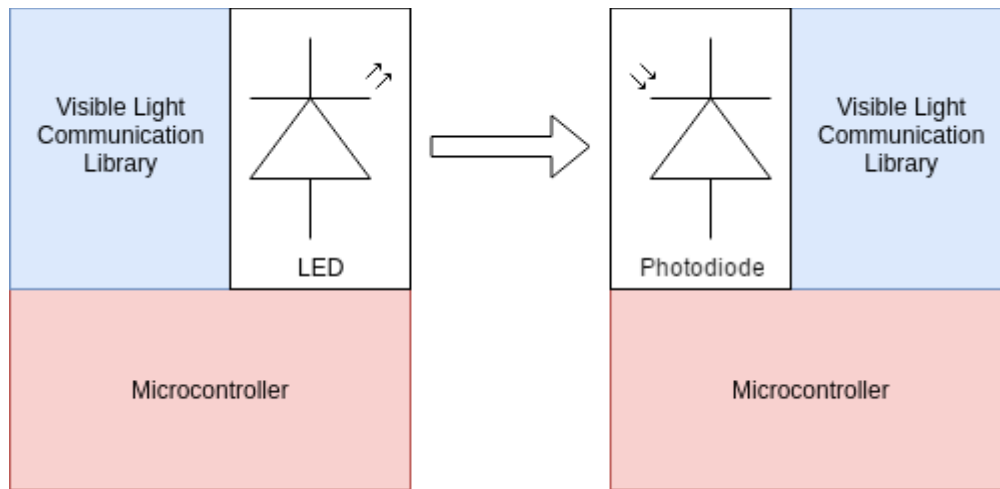 Visible Light
Communication
Library
LED
Microcontroller
Photodiode
Visible Light
Communication
Library
Microcontroller